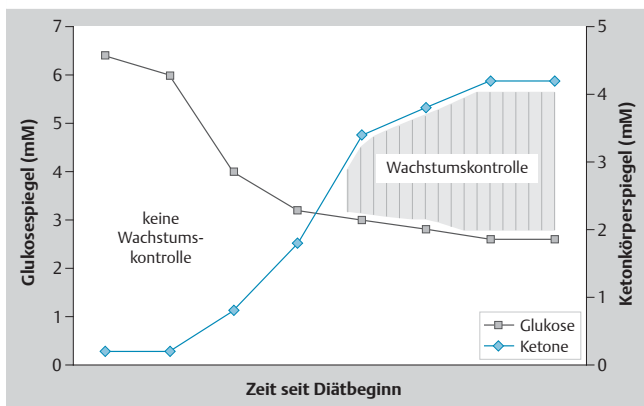 7
6
5
4
3
2
1
0
Glukosespiegel (mM)
keine
Wachstums-
kontrolle
Wachstumskontrolle
Glukose
Ketone
5
4
3
2
1
0
Ketonkörperspiegel (mM)
Zeit seit Diätbeginn